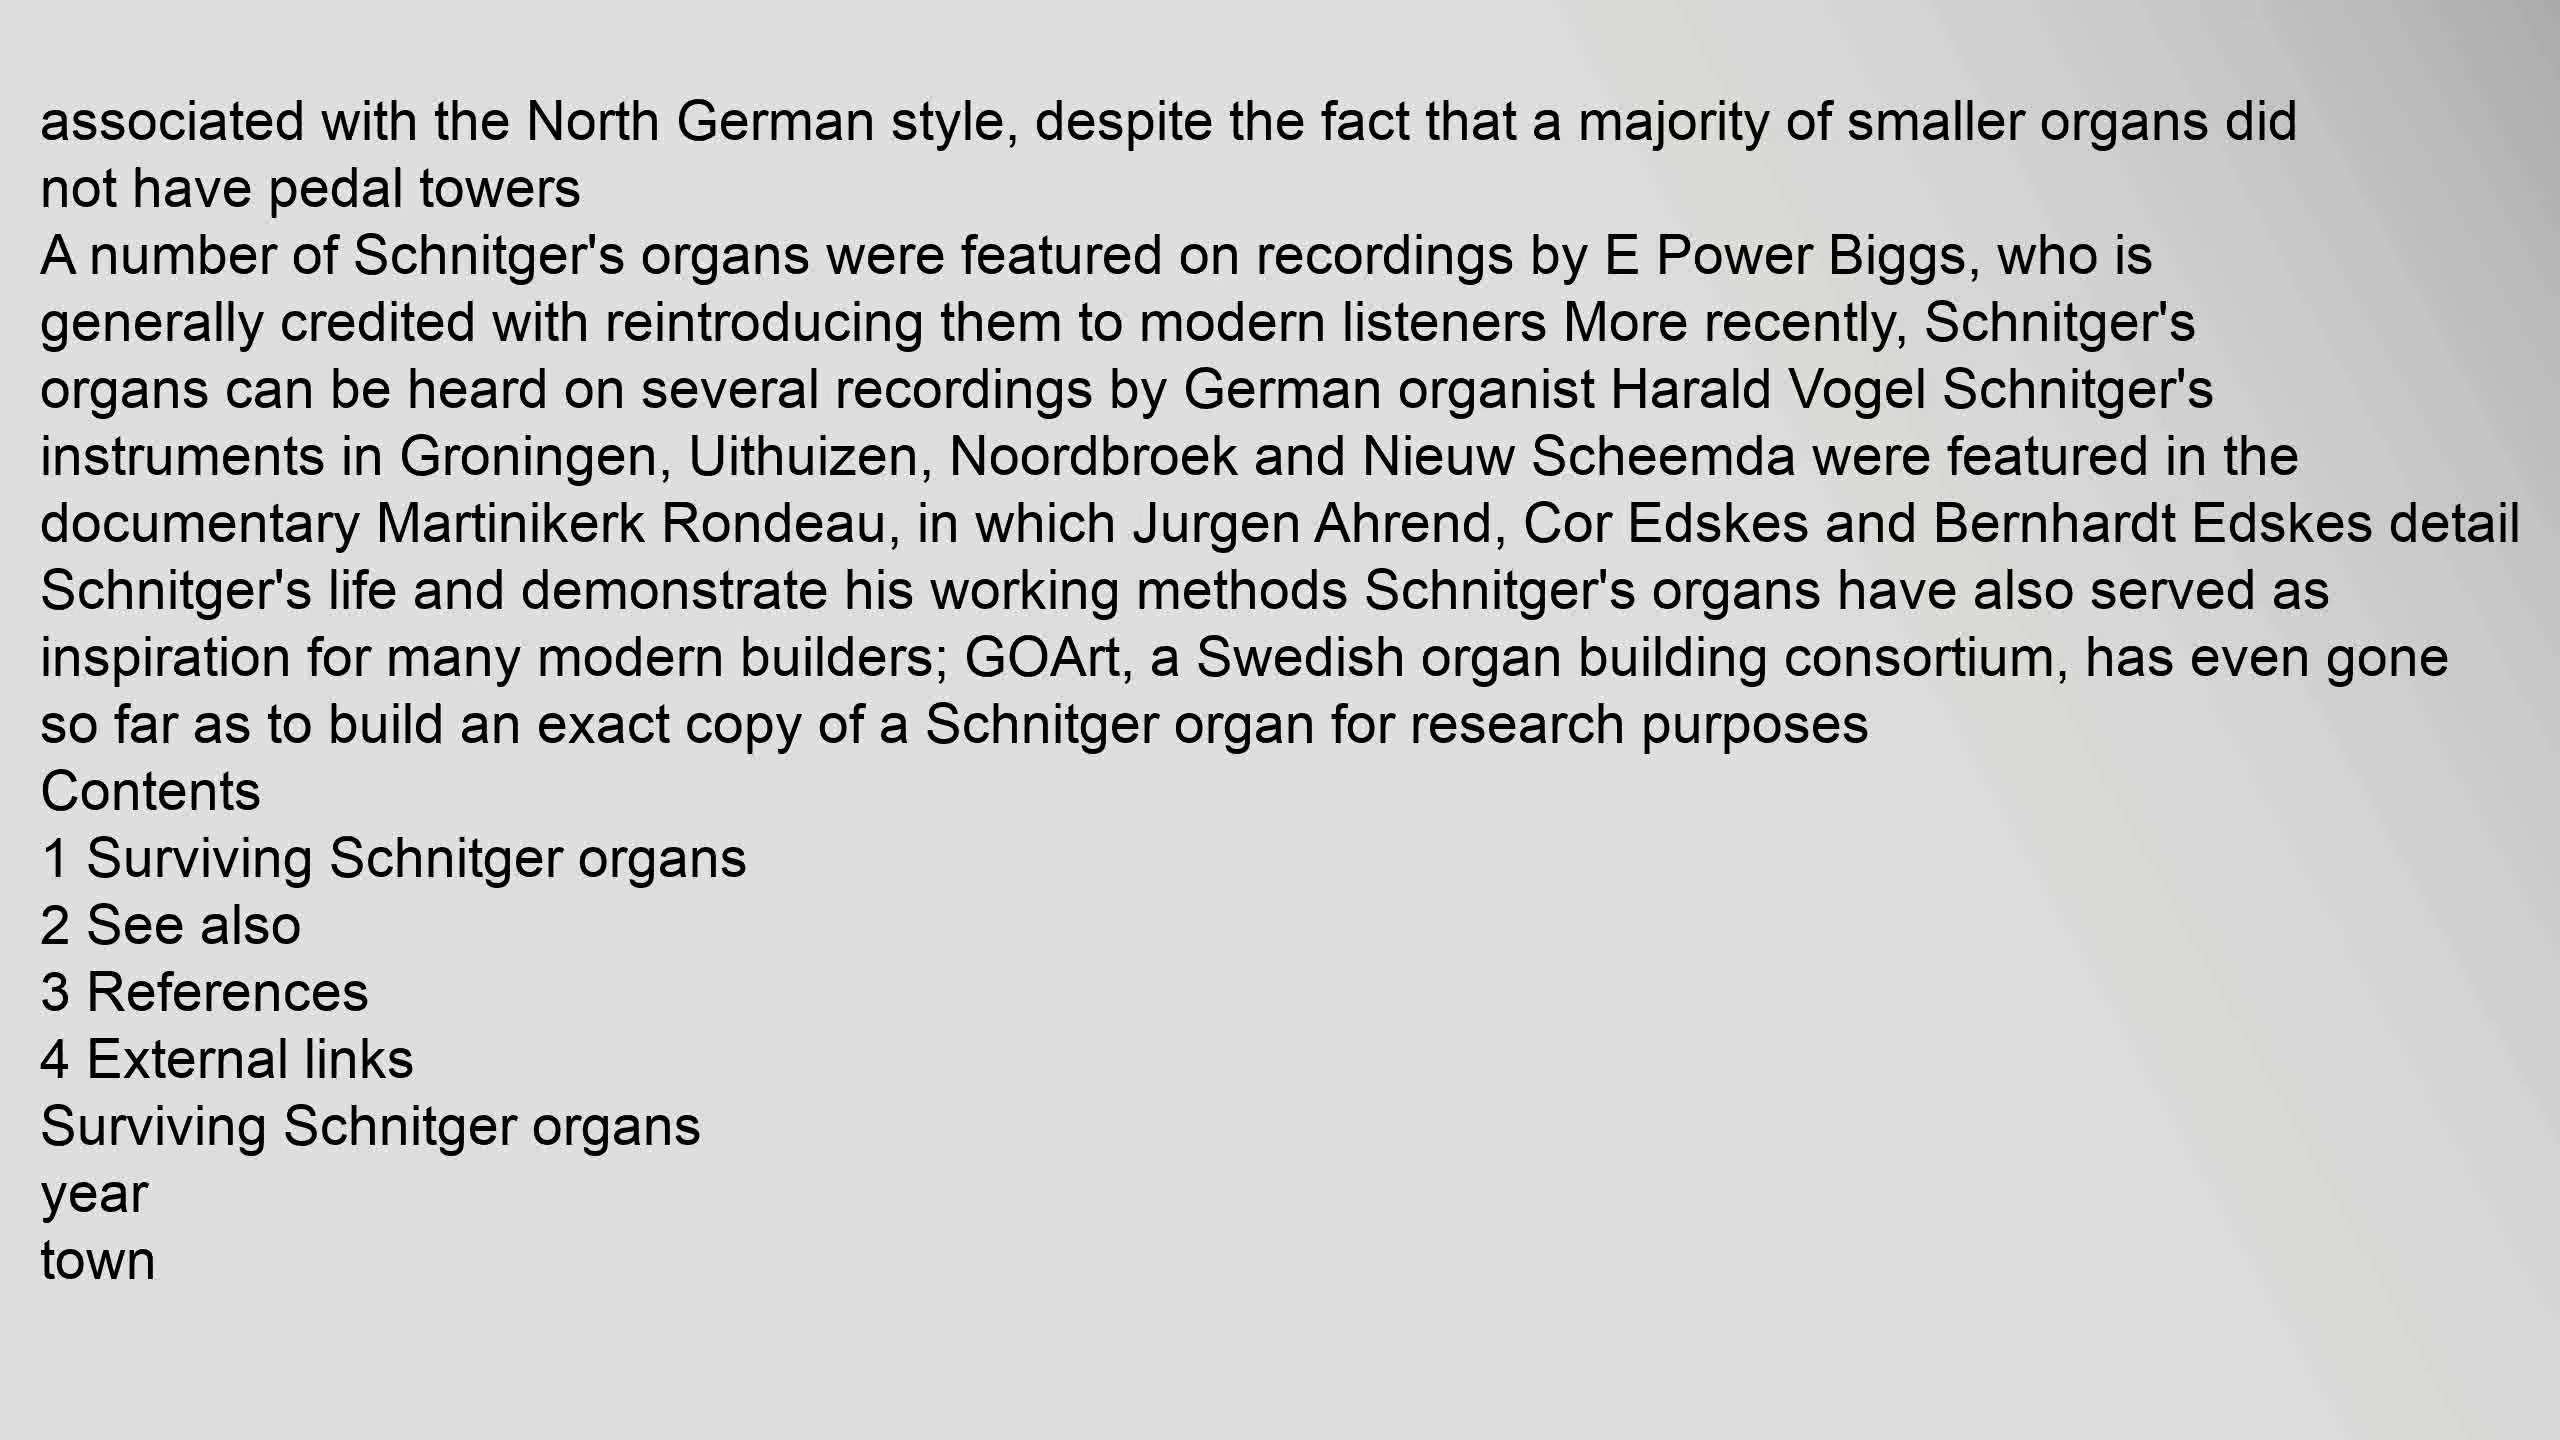 associated with the North German style, despite the fact that a majority of smaller organs did
not have pedal towers
A number of Schnitger's organs were featured on recordings by E Power Biggs, who is
generally credited with reintroducing them to modern listeners More recently, Schnitger's
organs can be heard on several recordings by German organist Harald Vogel Schnitger's
instruments in Groningen, Uithuizen, Noordbroek and Nieuw Scheemda were featured in the
documentary Martinikerk Rondeau, in which Jurgen Ahrend, Cor Edskes and Bernhardt Edskes detail
Schnitger's life and demonstrate his working methods Schnitger's organs have also served as
inspiration for many modern builders; GOArt, a Swedish organ building consortium, has even gone
so far as to build an exact copy of a Schnitger organ for research purposes
Contents
1 Surviving Schnitger organs
2 See also
3 References
4 External links
Surviving Schnitger organs
year
town